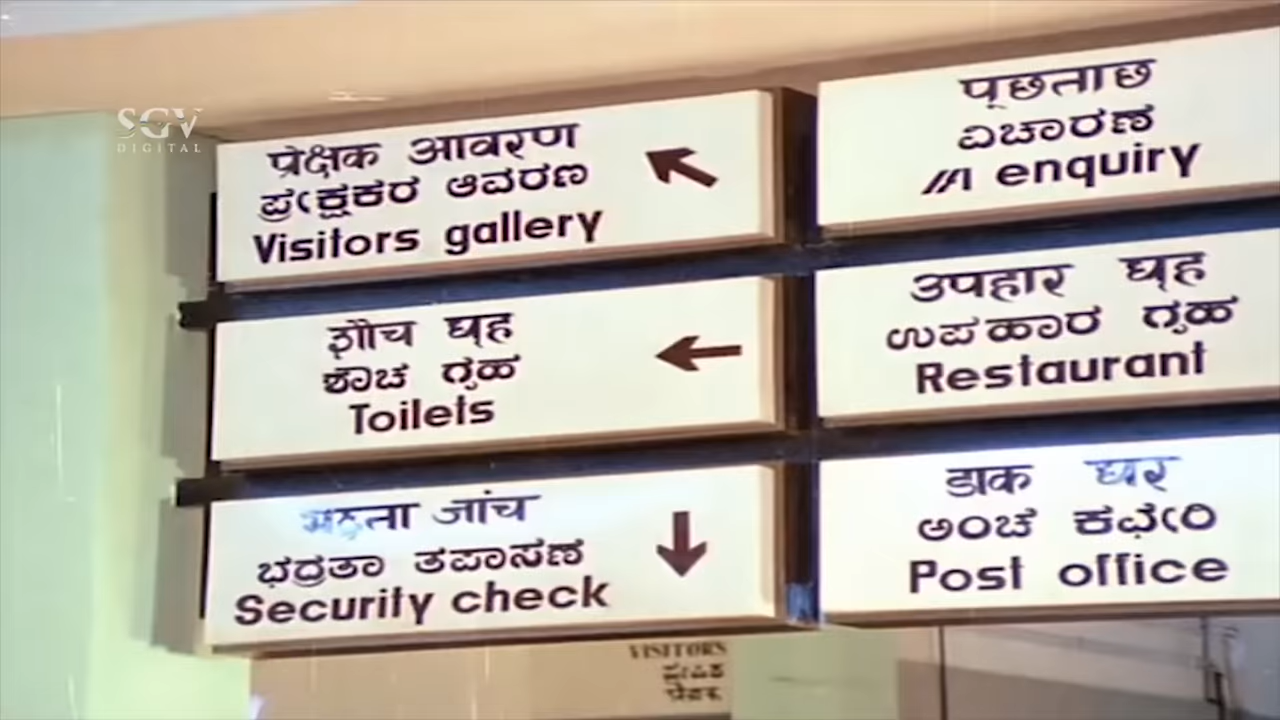 SGV
DIGITAL
प्रेक्षक आवरण
ಪ್ರೇಕ್ಷಕರ ಆವರಣ
Visitors gallery
शौच घृह
ಶೌಚ ಗೃಹ
Toilets
जांच
ಭದ್ರತಾ ತಪಾಸಣ
Security check
पूछताछ
ವಿಚಾರಣ
enquiry
उपहार घृह
ಉಪಹಾರ ಗೃಹ
Restaurant
डाक घर
ಅಂಚೆ ಕಛೇರಿ
Post office
VISITORS